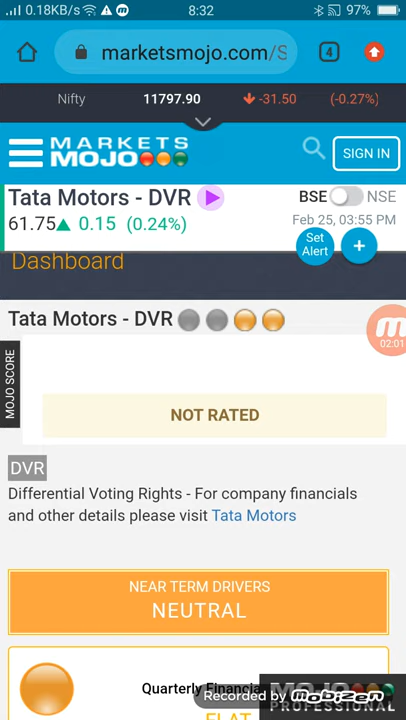 0.18KB/s 8:32 97%
marketsmojo.com/S 4
Nifty 11797.90 -31.50 (-0.27%)
MARKETS
MOJO
SIGN IN
Tata Motors - DVR BSE NSE
61.75 0.15 (0.24%) Feb 25, 03:55 PM
Set
Alert +
Dashboard
Tata Motors - DVR
M
02:01
MOJO SCORE
NOT RATED
DVR
Differential Voting Rights - For company financials
and other details please visit Tata Motors
NEAR TERM DRIVERS
NEUTRAL
Quarterly Financial
FLAT
Recorded by Mobizen
MOJO
PROFESSIONAL